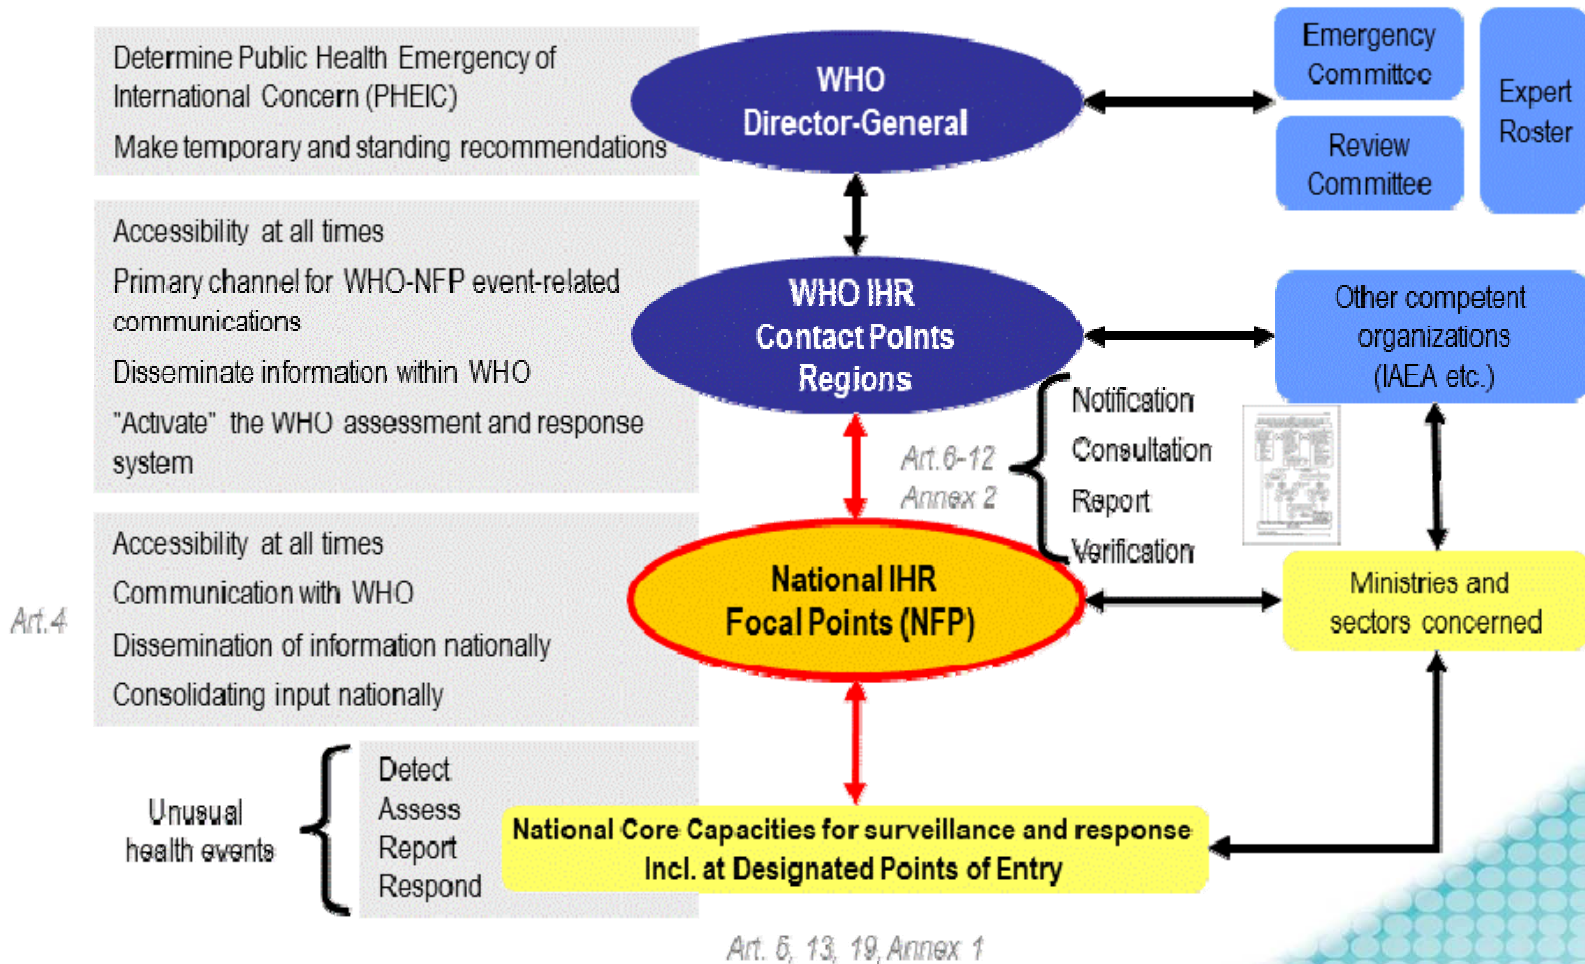 Determine Public Health Emergency of
International Concern (PHEIC)
Make temporary and standing recommendations
WHO
Director-General
Emergency
Committee
Review
Committee
Expert
Roster
Accessibility at all times
Primary channel for WHO-NFP event-related
communications
Disseminate information within WHO
"Activate" the WHO assessment and response
system
WHO IHR
Contact Points
Regions
Other competent
organizations
(IAEA etc.)
Art.6-12
Annex 2
Notification
Consultation
Report
Verification
Art.4
Accessibility at all times
Communication with WHO
Dissemination of information nationally
Consolidating input nationally
National IHR
Focal Points (NFP)
Ministries and
sectors concerned
Unusual
health events
Detect
Assess
Report
Respond
National Core Capacities for surveillance and response
Incl. at Designated Points of Entry
Art. 5, 13, 19, Annex 1